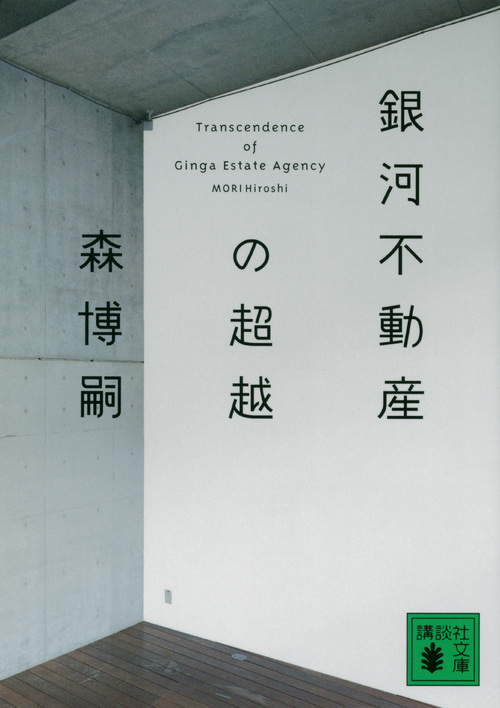 銀河不動産
の超越
Transcendence
of
Ginga Estate Agency
MORI Hiroshi
森博嗣
講談社
文庫